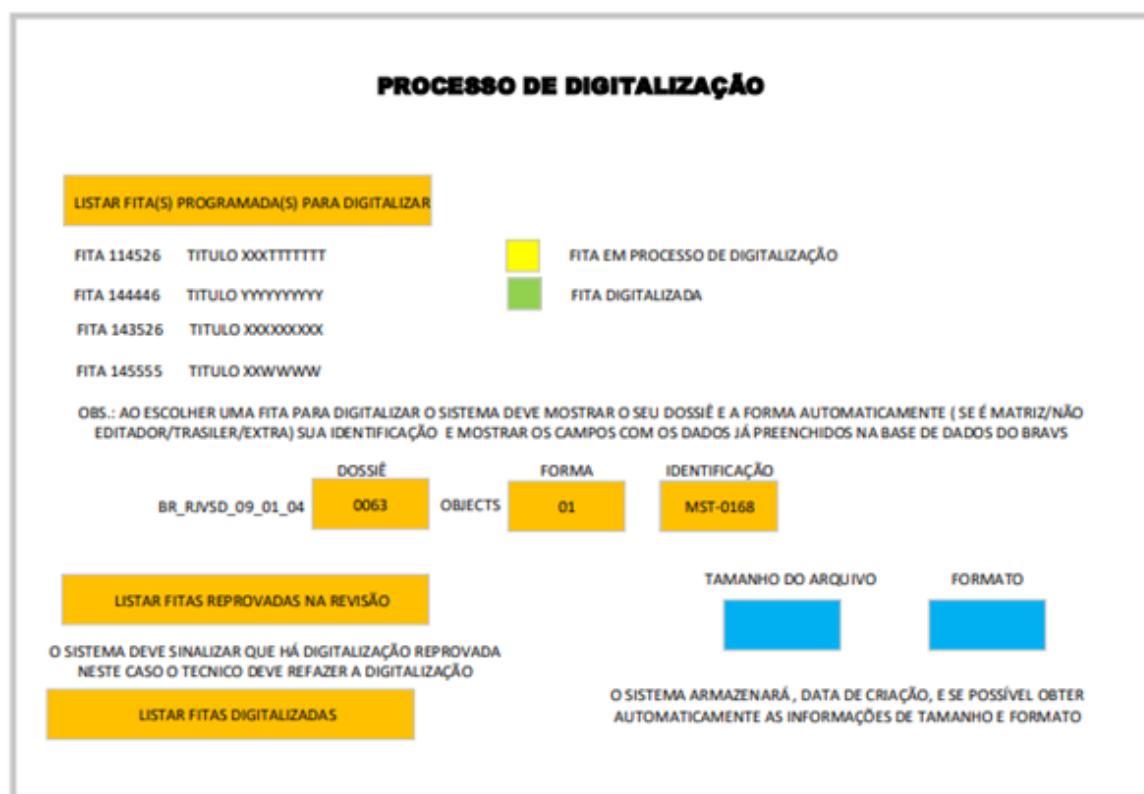 PROCESSO DE DIGITALIZAÇÃO
LISTAR FITA(S) PROGRAMADA(S) PARA DIGITALIZAR
FITA 114526 TITULO XXXTTTTTTT
FITA EM PROCESSO DE DIGITALIZAÇÃO
FITA 144446 TITULO YYYYYYYYYY
FITA DIGITALIZADA
FITA 143526 TITULO XXXXXXXXX
FITA 145555 TITULO XXWWWW
OBS.: AO ESCOLHER UMA FITA PARA DIGITALIZAR O SISTEMA DEVE MOSTRAR O SEU DOSSIÊ E A FORMA AUTOMATICAMENTE ( SE É MATRIZ/NÃO
EDITADOR/TRASILER/EXTRA) SUA IDENTIFICAÇÃO E MOSTRAR OS CAMPOS COM OS DADOS JÁ PREENCHIDOS NA BASE DE DADOS DO BRAVS
DOSSIÊ FORMA IDENTIFICAÇÃO
BR_RJVSD_09_01_04 0063 OBJECTS 01 MST-0168
TAMANHO DO ARQUIVO FORMATO
LISTAR FITAS REPROVADAS NA REVISÃO
O SISTEMA DEVE SINALIZAR QUE HÁ DIGITALIZAÇÃO REPROVADA
NESTE CASO O TECNICO DEVE REFAZER A DIGITALIZAÇÃO
LISTAR FITAS DIGITALIZADAS
O SISTEMA ARMAZENARÁ , DATA DE CRIAÇÃO, E SE POSSÍVEL OBTER
AUTOMATICAMENTE AS INFORMAÇÕES DE TAMANHO E FORMATO